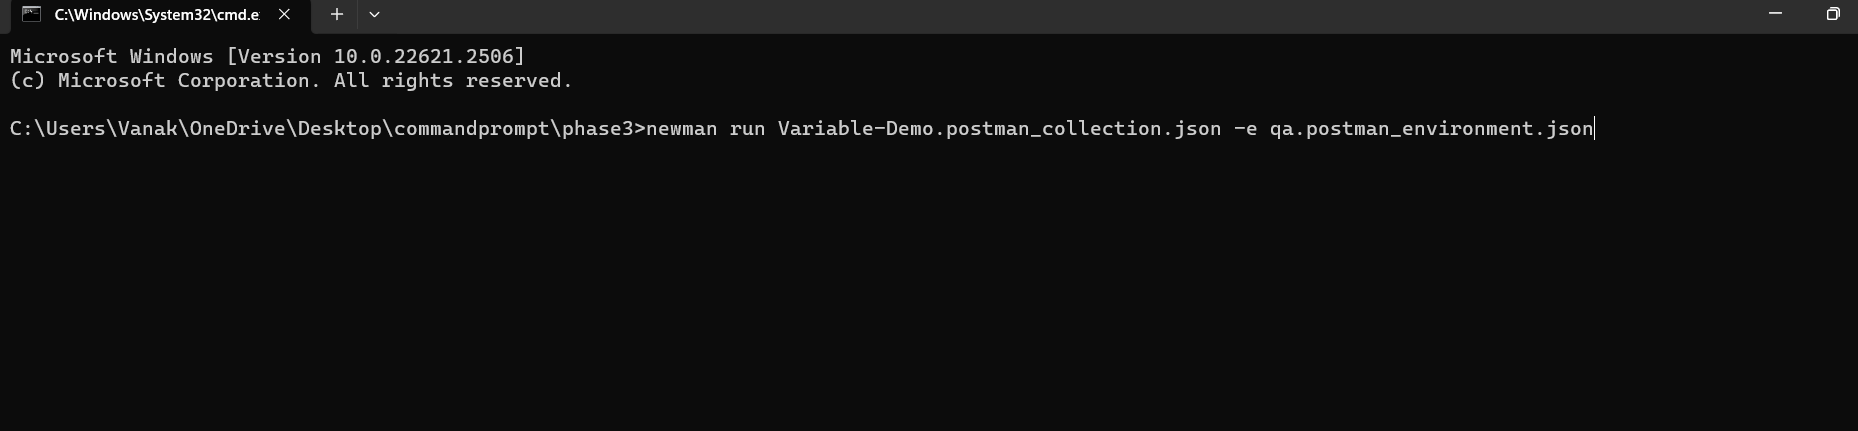 C:\Windows\System32\cmd.e
Microsoft Windows [Version 10.0.22621.2506]
(c) Microsoft Corporation. All rights reserved.
C:\Users\Vanak\OneDrive\Desktop\commandprompt\phase3>newman run Variable-Demo.postman_collection.json -e qa.postman_environment.json